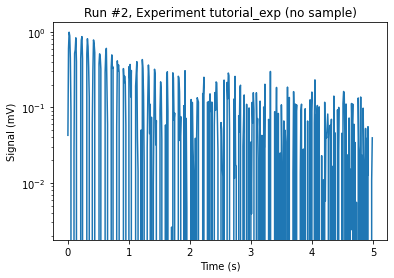 Run #2, Experiment tutorial_exp (no sample)
Signal (mV)
10⁰
10⁻¹
10⁻²
0 1 2 3 4 5
Time (s)